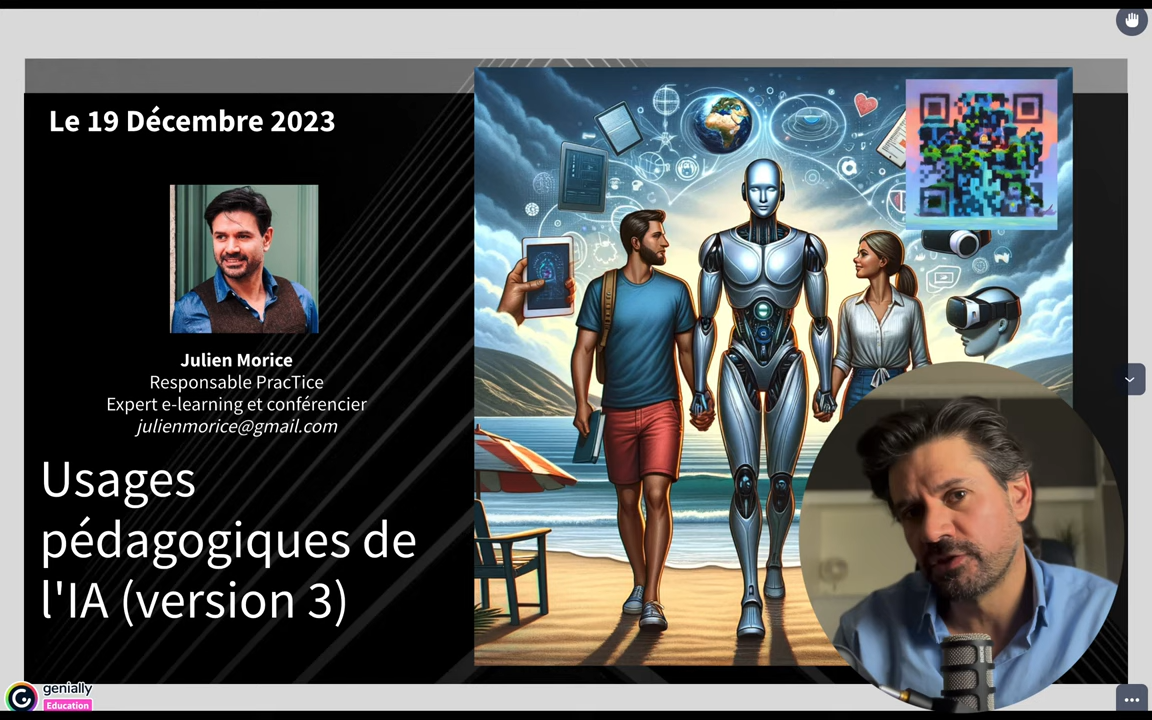 Le 19 Décembre 2023
Julien Morice
Responsable PracTice
Expert e-learning et conférencier
julienmorice@gmail.com
Usages
pédagogiques de
l'IA (version 3)
genially
Education